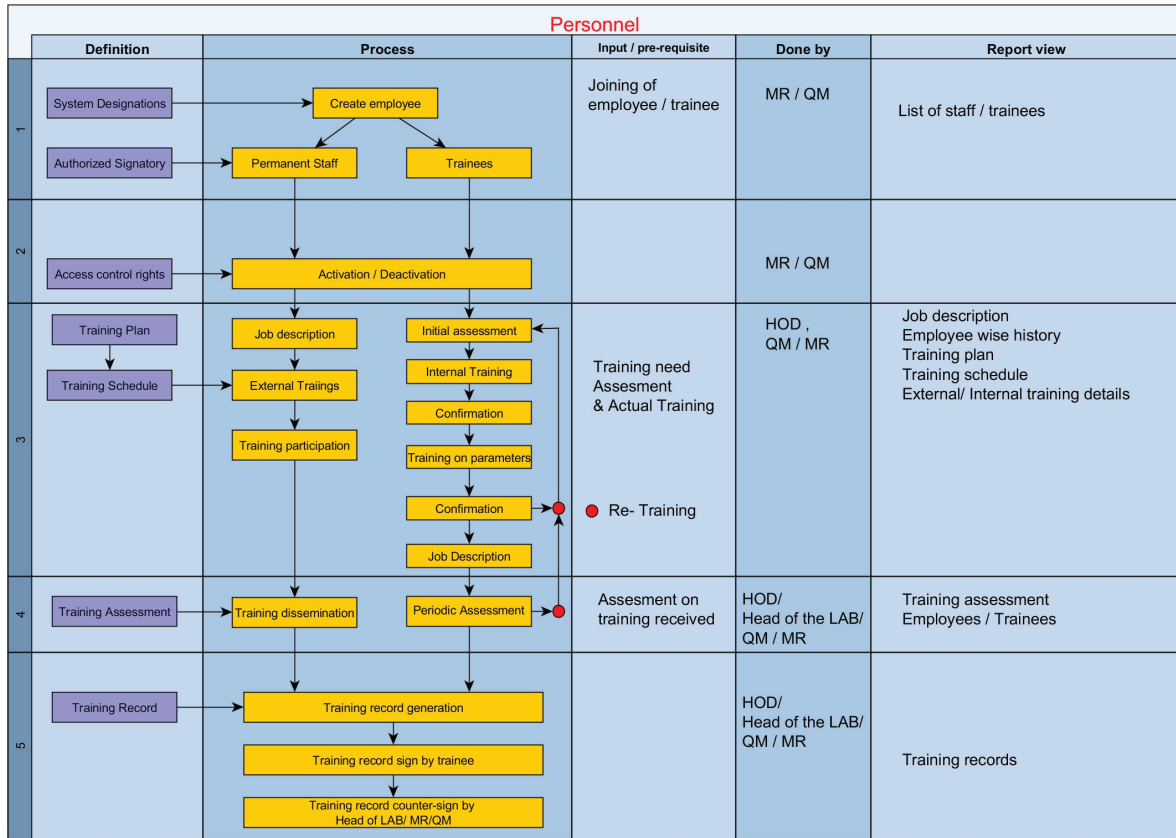 Personnel
Definition
Process
Input / pre-requisite
Done by
Report view
1
System Designations
Create employee
Joining of
employee / trainee
MR / QM
List of staff / trainees
Authorized Signatory
Permanent Staff
Trainees
2
Access control rights
Activation / Deactivation
MR / QM
3
Training Plan
Training Schedule
Job description
External Traiings
Training participation
Initial assessment
Internal Training
Confirmation
Training on parameters
Confirmation
Job Description
Training need
Assesment
& Actual Training
Re- Training
HOD ,
QM / MR
Job description
Employee wise history
Training plan
Training schedule
External/ Internal training details
4
Training Assessment
Training dissemination
Periodic Assessment
Assesment on
training received
HOD/
Head of the LAB/
QM / MR
Training assessment
Employees / Trainees
5
Training Record
Training record generation
Training record sign by trainee
Training record counter-sign by
Head of LAB/ MR/QM
HOD/
Head of the LAB/
QM / MR
Training records